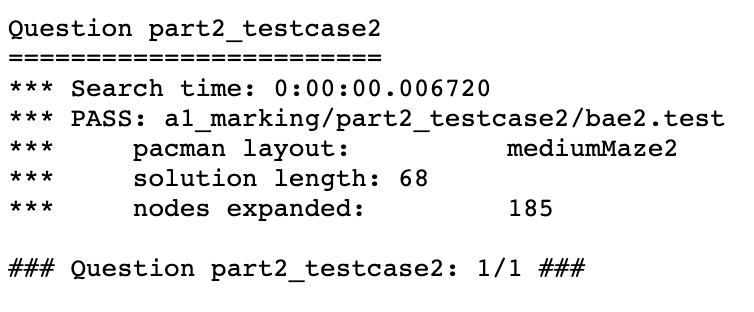 Question part2_testcase2
========================
*** Search time: 0:00:00.006720
*** PASS: a1_marking/part2_testcase2/bae2.test
***     pacman layout:          mediumMaze2
***     solution length: 68
***     nodes expanded:         185
### Question part2_testcase2: 1/1 ###